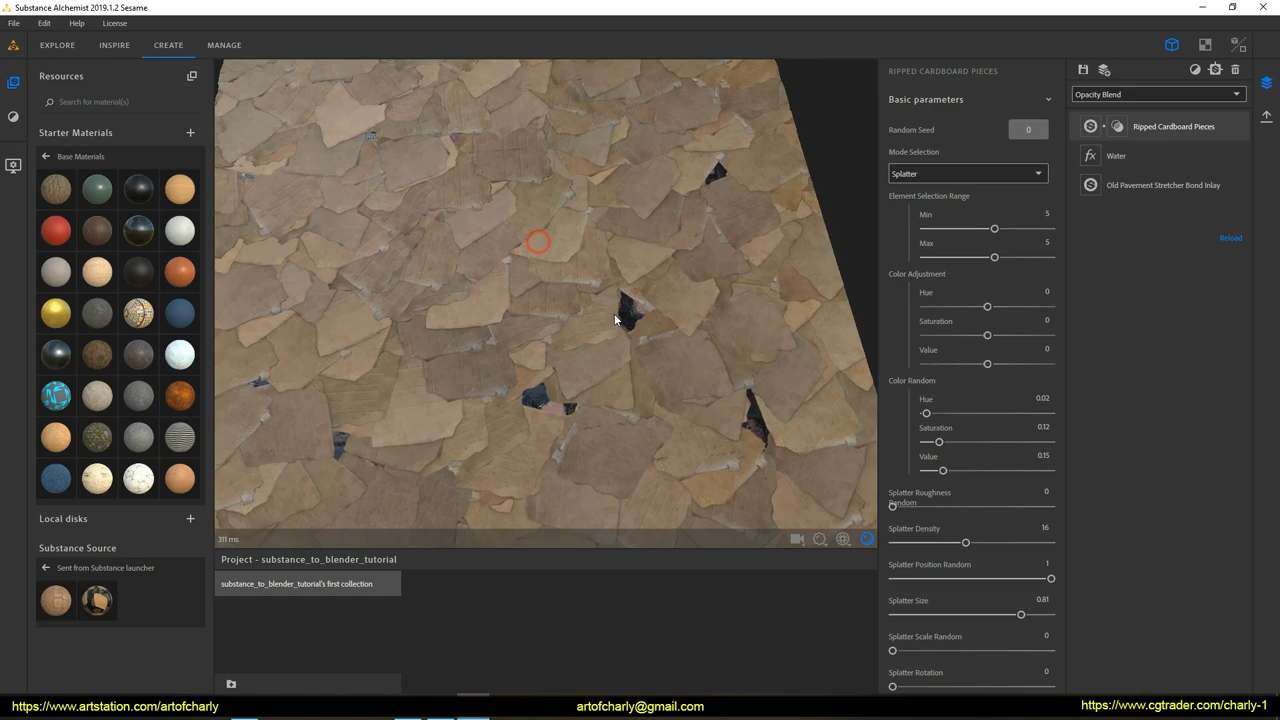 Substance Alchemist 2019.1.2 Sesame
File Edit Help License
EXPLORE INSPIRE CREATE MANAGE
Resources
Search for material(s)
Starter Materials
Base Materials
Local disks
Substance Source
Sent from Substance launcher
311 ms
Project - substance_to_blender_tutorial
substance_to_blender_tutorial's first collection
RIPPED CARDBOARD PIECES
Basic parameters
Random Seed 0
Mode Selection
Splatter
Element Selection Range
Min 5
Max 5
Color Adjustment
Hue 0
Saturation 0
Value 0
Color Random
Hue 0.02
Saturation 0.12
Value 0.15
Splatter Roughness 0
Random
Splatter Density 16
Splatter Position Random 1
Splatter Size 0.81
Splatter Scale Random 0
Splatter Rotation 0
Opacity Blend
Ripped Cardboard Pieces
fx Water
Old Pavement Stretcher Bond Inlay
Reload
https://www.artstation.com/artofcharly artofcharly@gmail.com https://www.cgtrader.com/charly-1